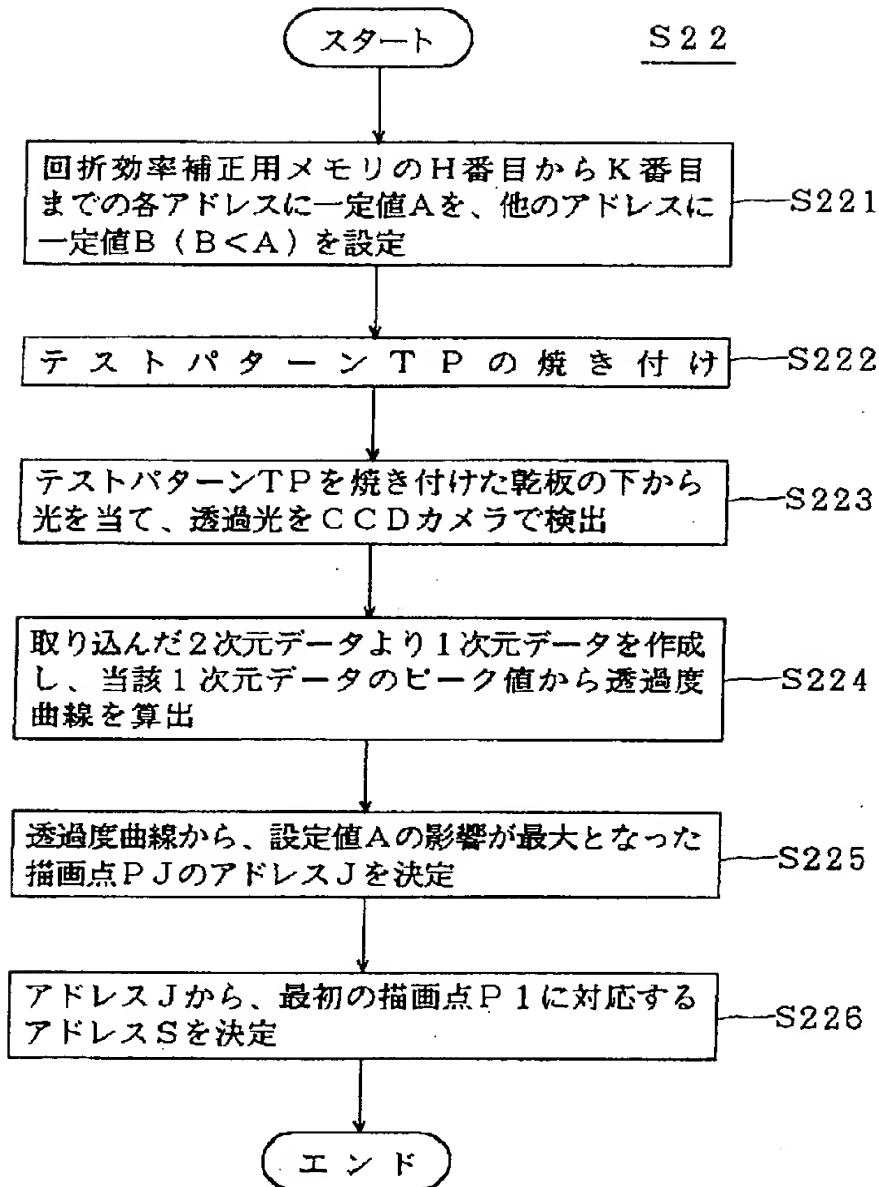 スタート
S22
回折効率補正用メモリのH番目からK番目
までの各アドレスに一定値Aを、他のアドレスに
一定値B(B<A)を設定
S221
テストパターンTPの焼き付け
S222
テストパターンTPを焼き付けた乾板の下から
光を当て、透過光をCCDカメラで検出
S223
取り込んだ2次元データより1次元データを作成
し、当該1次元データのピーク値から透過度
曲線を算出
S224
透過度曲線から、設定値Aの影響が最大となった
描画点PJのアドレスJを決定
S225
アドレスJから、最初の描画点P1に対応する
アドレスSを決定
S226
エンド